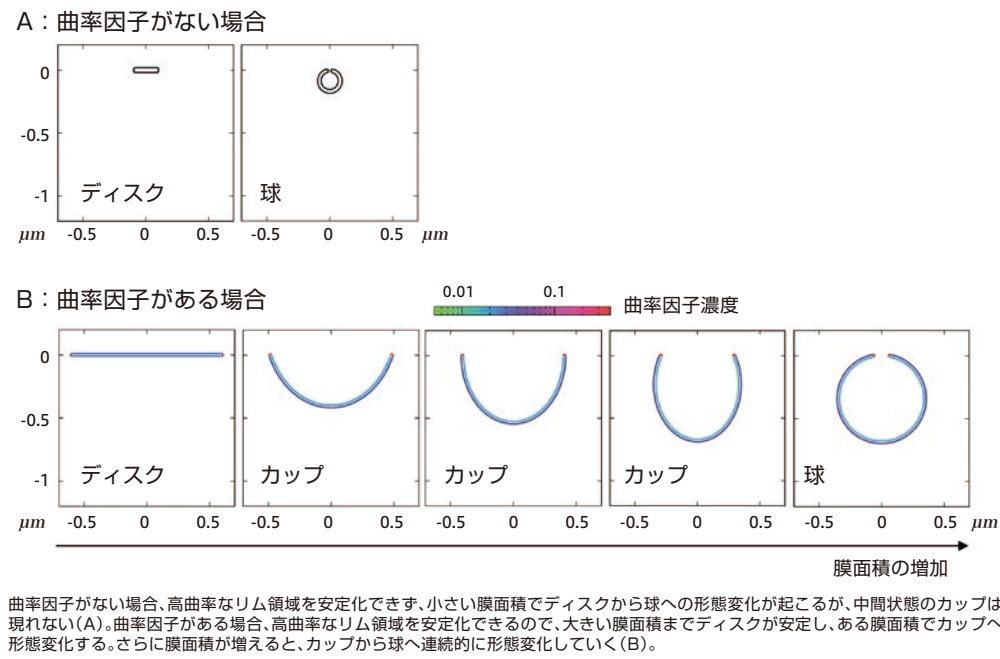 A：曲率因子がない場合
0
-0.5
-1
ディスク
球
μm -0.5 0 0.5 -0.5 0 0.5 μm
B：曲率因子がある場合
0.01 0.1 曲率因子濃度
0
-0.5
-1
ディスク カップ カップ カップ 球
μm -0.5 0 0.5 -0.5 0 0.5 -0.5 0 0.5 -0.5 0 0.5 -0.5 0 0.5 μm
膜面積の増加
曲率因子がない場合、高曲率なリム領域を安定化できず、小さい膜面積でディスクから球への形態変化が起こるが、中間状態のカップは
現れない（A）。曲率因子がある場合、高曲率なリム領域を安定化できるので、大きい膜面積までディスクが安定し、ある膜面積でカップへ
形態変化する。さらに膜面積が増えると、カップから球へ連続的に形態変化していく（B）。